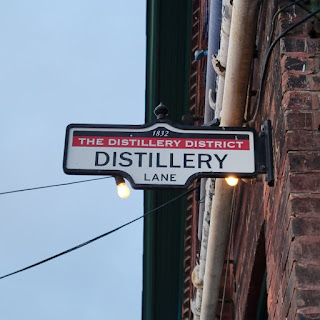 1832
THE DISTILLERY DISTRICT
DISTILLERY
LANE